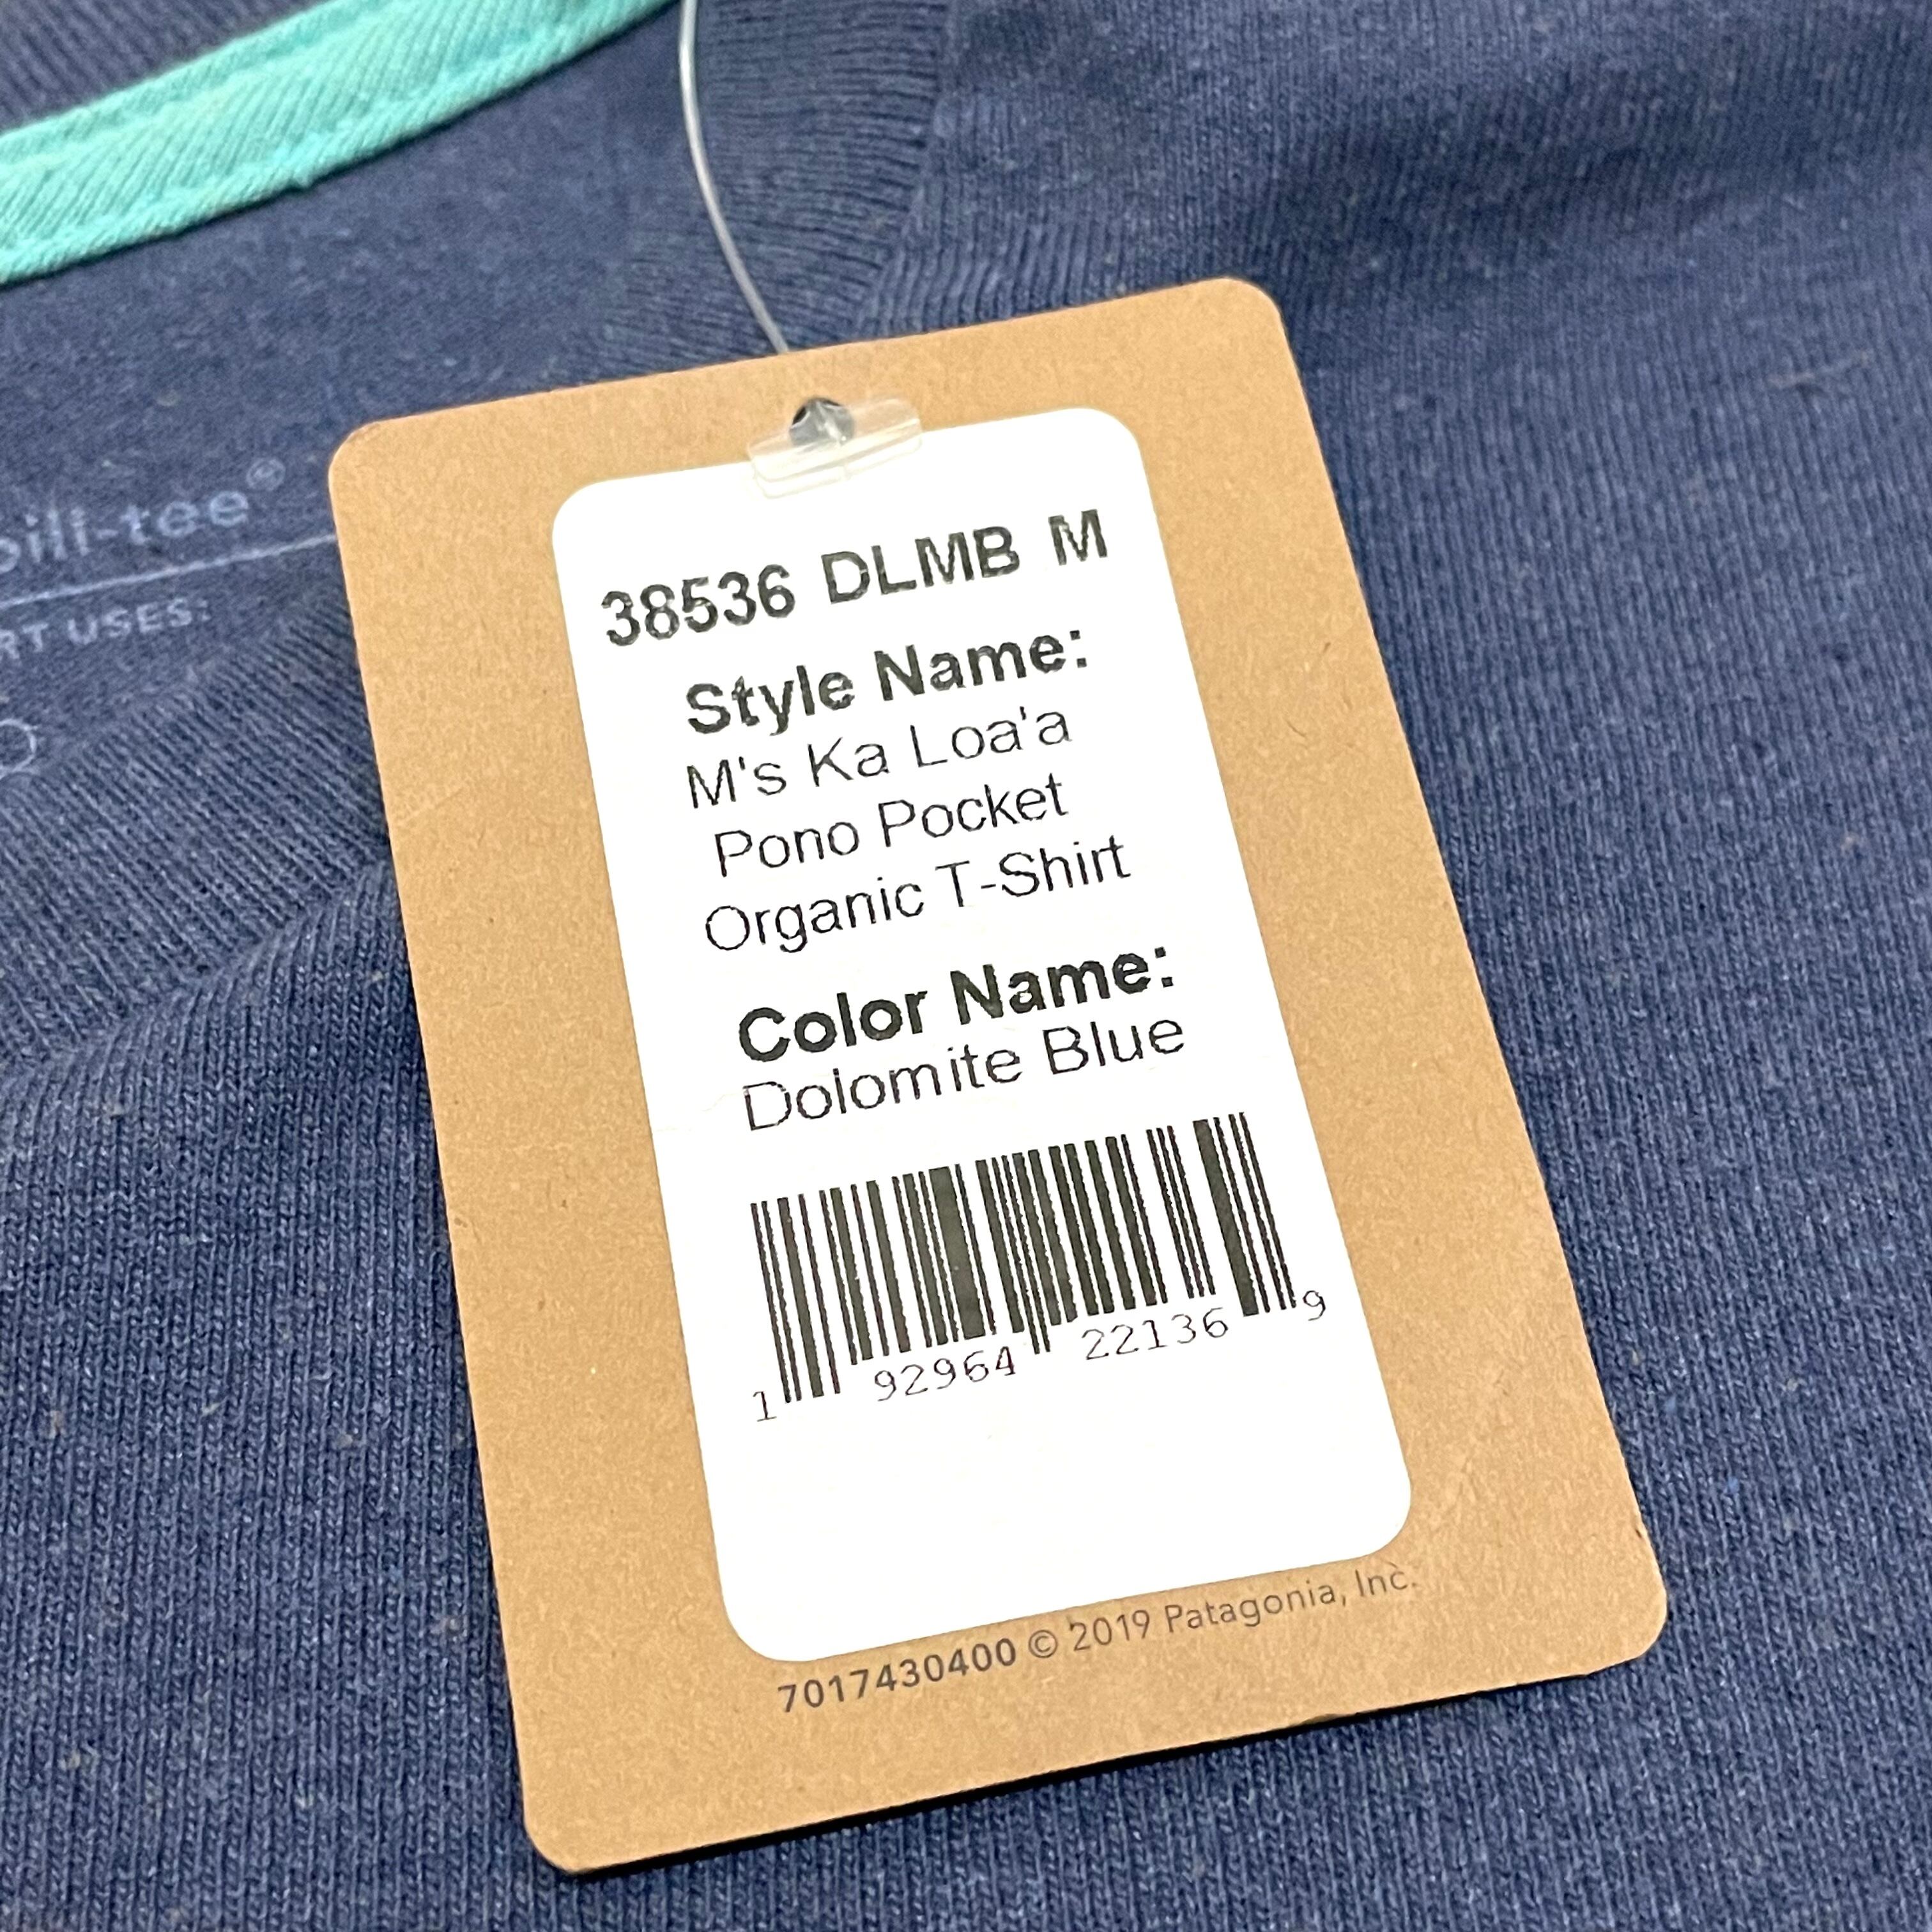 38536 DLMB M
Style Name:
M's Ka Loa'a
Pono Pocket
Organic T-Shirt
Color Name:
Dolomite Blue
1 92964 22136 9
7017430400 © 2019 Patagonia, Inc.
USES: